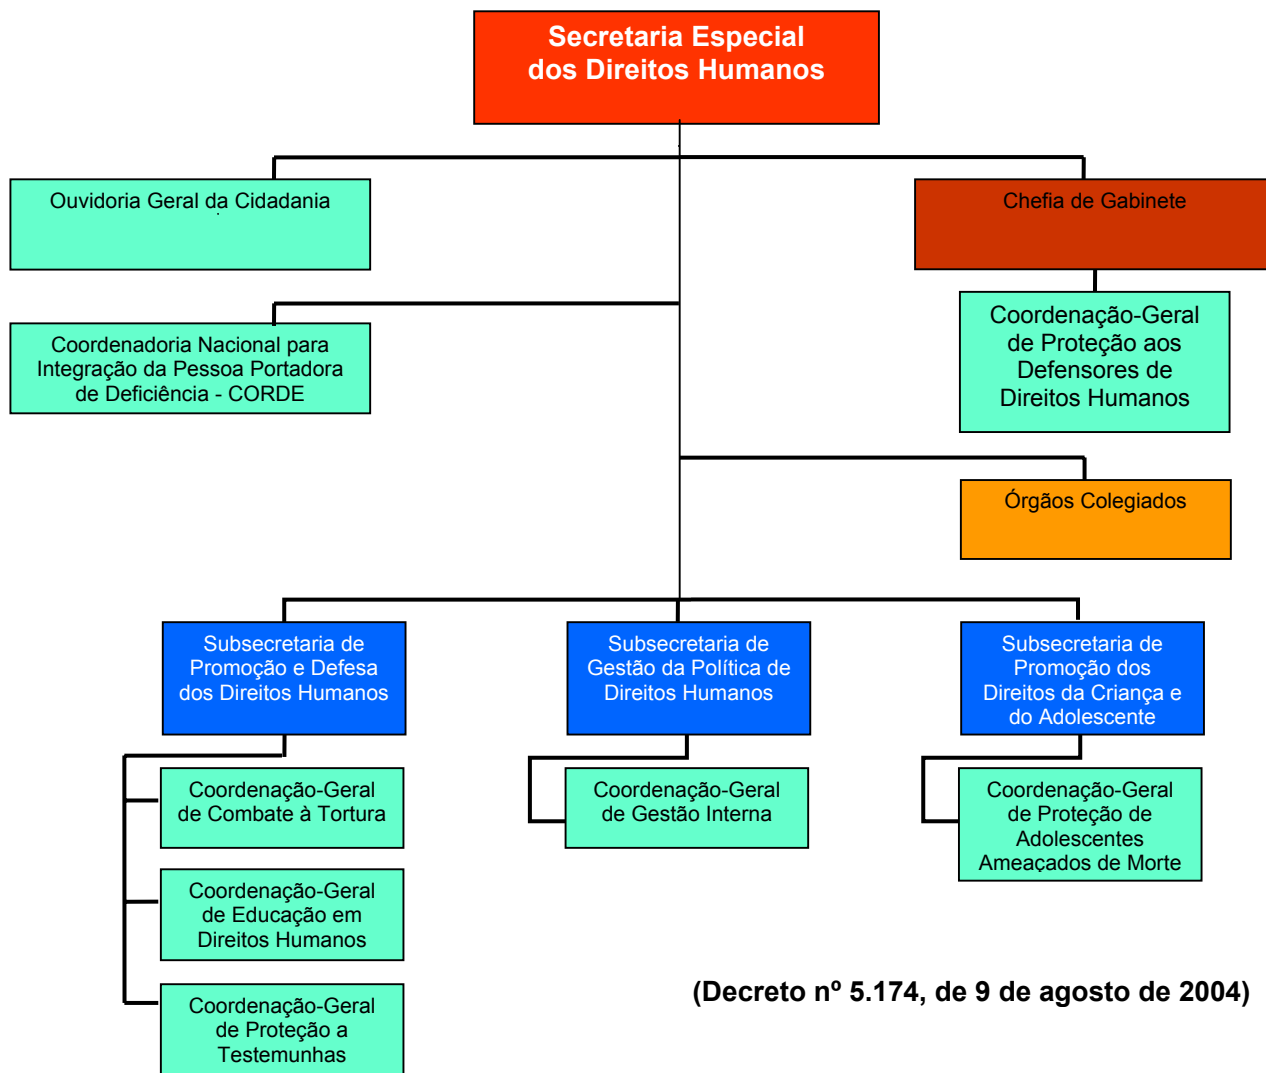 Secretaria Especial
dos Direitos Humanos
Ouvidoria Geral da Cidadania
Chefia de Gabinete
Coordenadoria Nacional para
Integração da Pessoa Portadora
de Deficiência - CORDE
Coordenação-Geral
de Proteção aos
Defensores de
Direitos Humanos
Órgãos Colegiados
Subsecretaria de
Promoção e Defesa
dos Direitos Humanos
Subsecretaria de
Gestão da Política de
Direitos Humanos
Subsecretaria de
Promoção dos
Direitos da Criança e
do Adolescente
Coordenação-Geral
de Combate à Tortura
Coordenação-Geral
de Gestão Interna
Coordenação-Geral
de Proteção de
Adolescentes
Ameaçados de Morte
Coordenação-Geral
de Educação em
Direitos Humanos
Coordenação-Geral
de Proteção a
Testemunhas
(Decreto nº 5.174, de 9 de agosto de 2004)